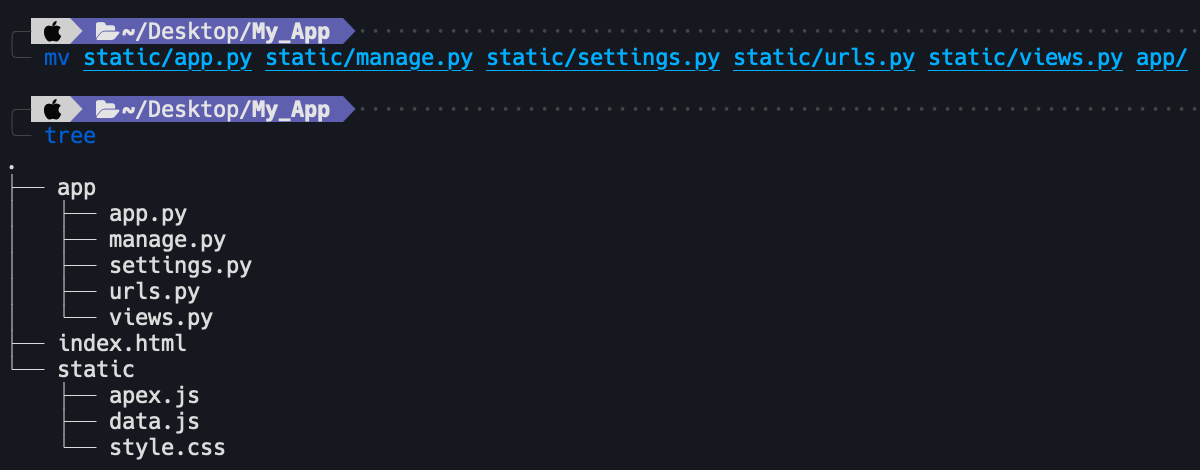 ~/Desktop/My_App
mv static/app.py static/manage.py static/settings.py static/urls.py static/views.py app/
~/Desktop/My_App
tree
.
├── app
│   ├── app.py
│   ├── manage.py
│   ├── settings.py
│   ├── urls.py
│   └── views.py
├── index.html
└── static
    ├── apex.js
    ├── data.js
    └── style.css